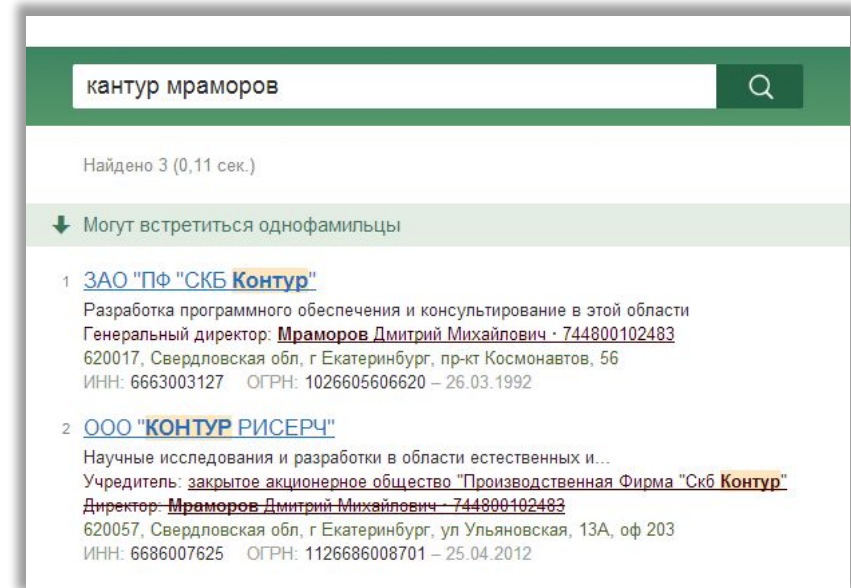 кантур мраморов
Найдено 3 (0,11 сек.)
Могут встретиться однофамильцы
1 ЗАО "ПФ "СКБ Контур"
Разработка программного обеспечения и консультирование в этой области
Генеральный директор: Мраморов Дмитрий Михайлович · 744800102483
620017, Свердловская обл, г Екатеринбург, пр-кт Космонавтов, 56
ИНН: 6663003127 ОГРН: 1026605606620 – 26.03.1992
2 ООО "КОНТУР РИСЕРЧ"
Научные исследования и разработки в области естественных и...
Учредитель: закрытое акционерное общество "Производственная Фирма "Скб Контур"
Директор: Мраморов Дмитрий Михайлович · 744800102483
620057, Свердловская обл, г Екатеринбург, ул Ульяновская, 13А, оф 203
ИНН: 6686007625 ОГРН: 1126686008701 – 25.04.2012